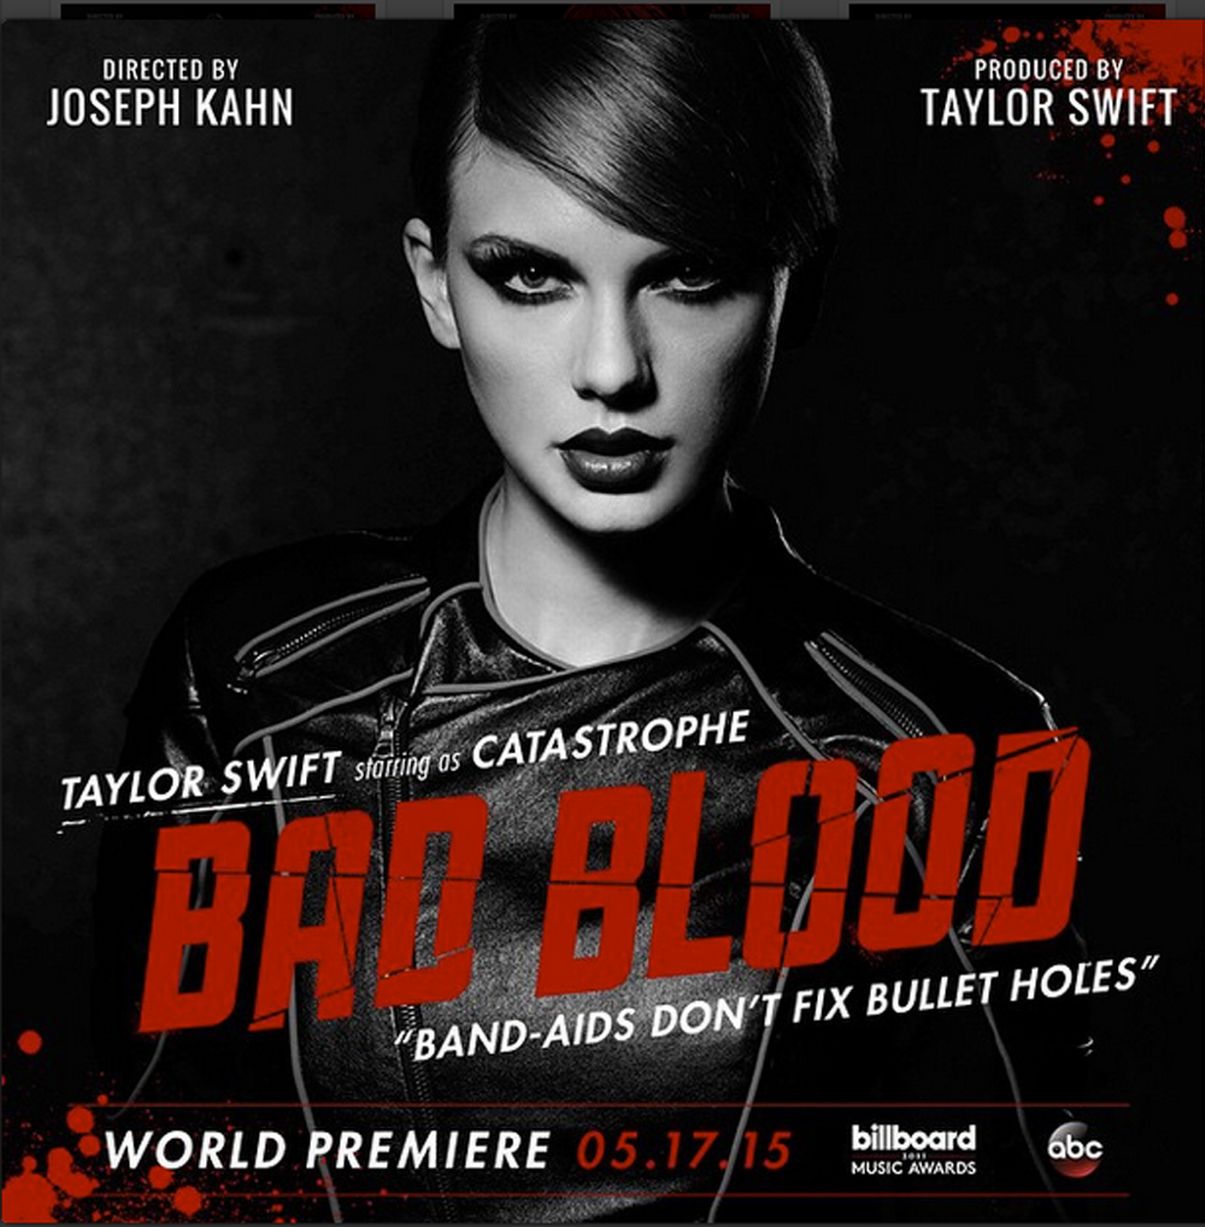 DIRECTED BY
JOSEPH KAHN
PRODUCED BY
TAYLOR SWIFT
TAYLOR SWIFT starring as CATASTROPHE
BAD BLOOD
“BAND-AIDS DON’T FIX BULLET HOLES”
WORLD PREMIERE 05.17.15
billboard
2015
MUSIC AWARDS
abc